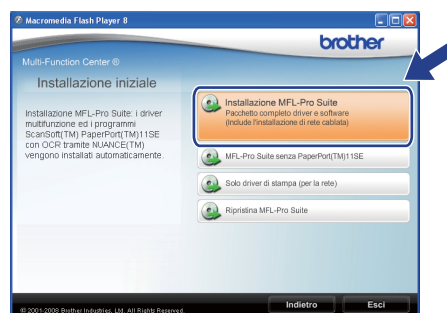 Macromedia Flash Player 8
brother
Multi-Function Center ®
Installazione iniziale
Installazione MFL-Pro Suite: i driver
multifunzione ed i programmi
ScanSoft(TM) PaperPort(TM)11SE
con OCR tramite NUANCE(TM)
vengono installati automaticamente.
Installazione MFL-Pro Suite
Pacchetto completo driver e software
(Include l'installazione di rete cablata)
MFL-Pro Suite senza PaperPort(TM)11SE
Solo driver di stampa (per la rete)
Ripristina MFL-Pro Suite
© 2001-2008 Brother Industries, Ltd. All Rights Reserved.
Indietro
Esci